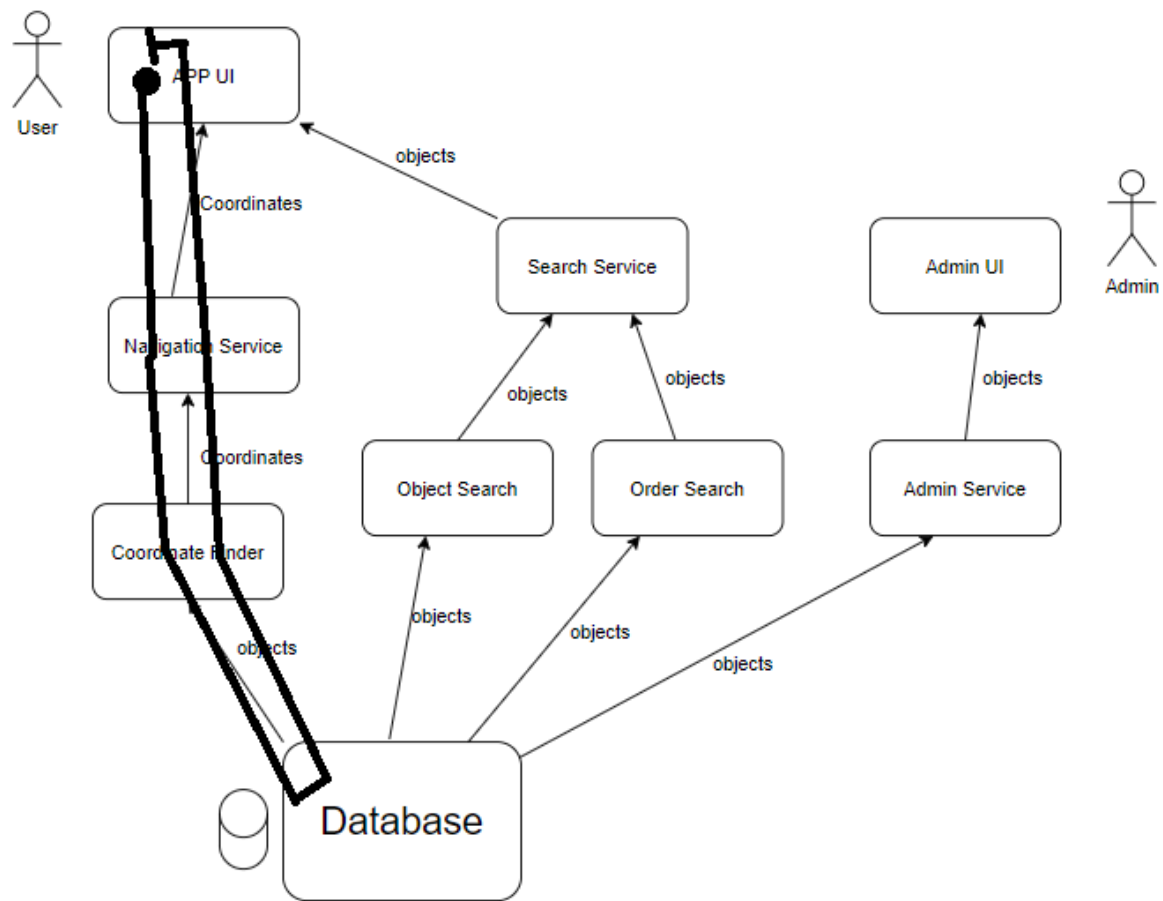 APP UI
User
objects
Coordinates
Search Service
Admin UI
Admin
Navigation Service
objects
objects
objects
Coordinates
Object Search
Order Search
Admin Service
Coordinate Finder
objects
objects
objects
objects
Database